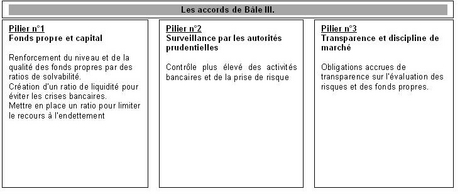 Les accords de Bâle III.
Pilier n°1
Fonds propre et capital
Renforcement du niveau et de la
qualité des fonds propres par des
ratios de solvabilité.
Création d'un ratio de liquidité pour
éviter les crises bancaires.
Mettre en place un ratio pour limiter
le recours à l'endettement
Pilier n°2
Surveillance par les autorités
prudentielles
Contrôle plus élevé des activités
bancaires et de la prise de risque
Pilier n°3
Transparence et discipline de
marché
Obligations accrues de
transparence sur l'évaluation des
risques et des fonds propres.